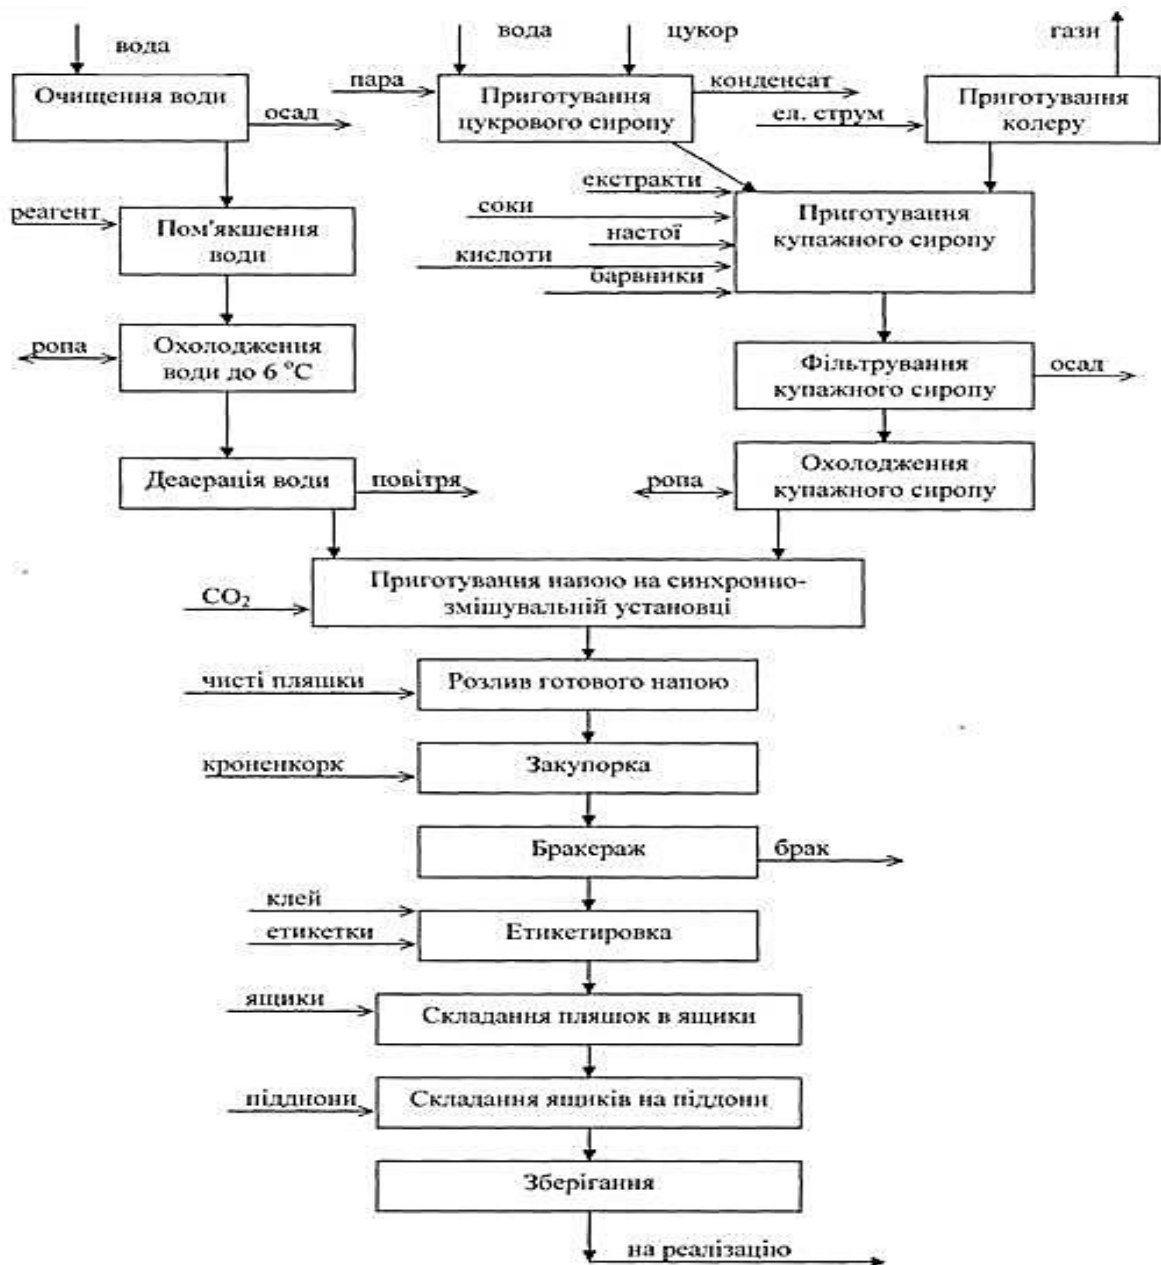 вода
вода
цукор
гази
Очищення води
осад
пара
Приготування
цукрового сиропу
конденсат
ел. струм
Приготування
колеру
реагент
Пом'якшення
води
екстракти
соки
настої
кислоти
барвники
Приготування
купажного сиропу
ропа
Охолодження
води до 6 °С
Фільтрування
купажного сиропу
осад
Деаерація води
повітря
ропа
Охолодження
купажного сиропу
СО₂
Приготування напою на синхронно-
змішувальній установці
чисті пляшки
Розлив готового напою
кроненкорк
Закупорка
Бракераж
брак
клей
етикетки
Етикетировка
ящики
Складання пляшок в ящики
підднони
Складання ящиків на піддони
Зберігання
на реалізацію